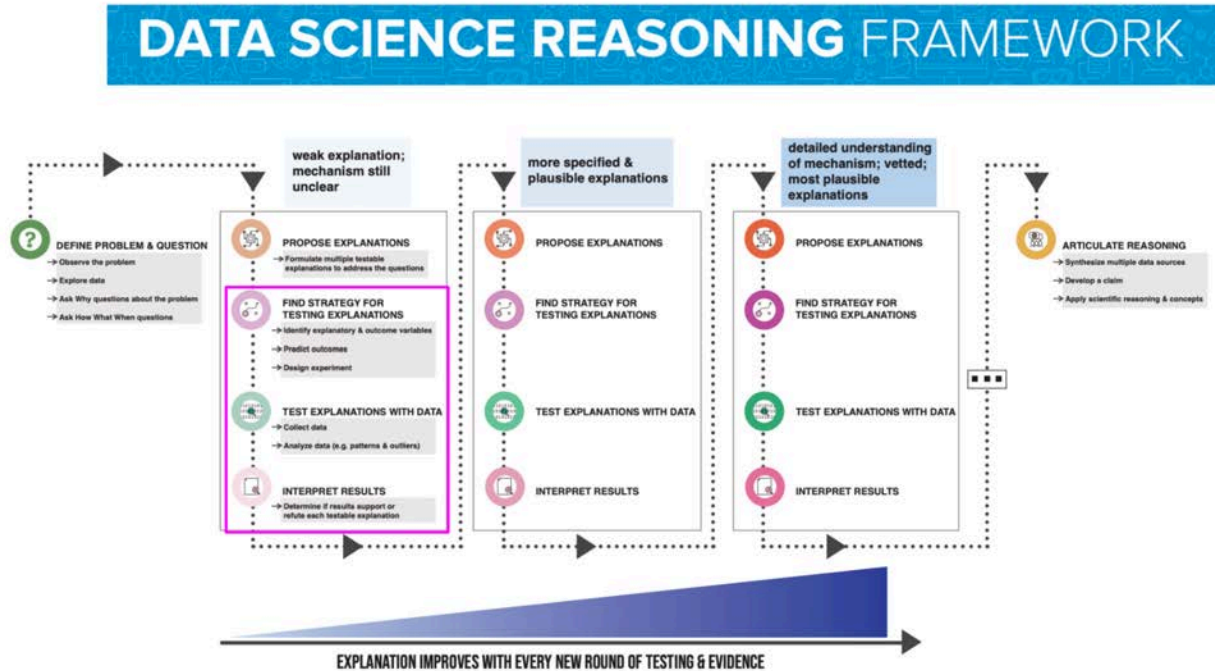 DATA SCIENCE REASONING FRAMEWORK
weak explanation;
mechanism still
unclear
more specified &
plausible explanations
detailed understanding
of mechanism; vetted;
most plausible
explanations
?
DEFINE PROBLEM & QUESTION
Observe the problem
Explore data
Ask Why questions about the problem
Ask How What When questions
PROPOSE EXPLANATIONS
Formulate multiple testable
explanations to address the questions
FIND STRATEGY FOR
TESTING EXPLANATIONS
Identify explanatory & outcome variables
Predict outcomes
Design experiment
TEST EXPLANATIONS WITH DATA
Collect data
Analyze data (e.g. patterns & outliers)
INTERPRET RESULTS
Determine if results support or
refute each testable explanation
PROPOSE EXPLANATIONS
FIND STRATEGY FOR
TESTING EXPLANATIONS
TEST EXPLANATIONS WITH DATA
INTERPRET RESULTS
PROPOSE EXPLANATIONS
FIND STRATEGY FOR
TESTING EXPLANATIONS
TEST EXPLANATIONS WITH DATA
INTERPRET RESULTS
ARTICULATE REASONING
Synthesize multiple data sources
Develop a claim
Apply scientific reasoning & concepts
EXPLANATION IMPROVES WITH EVERY NEW ROUND OF TESTING & EVIDENCE